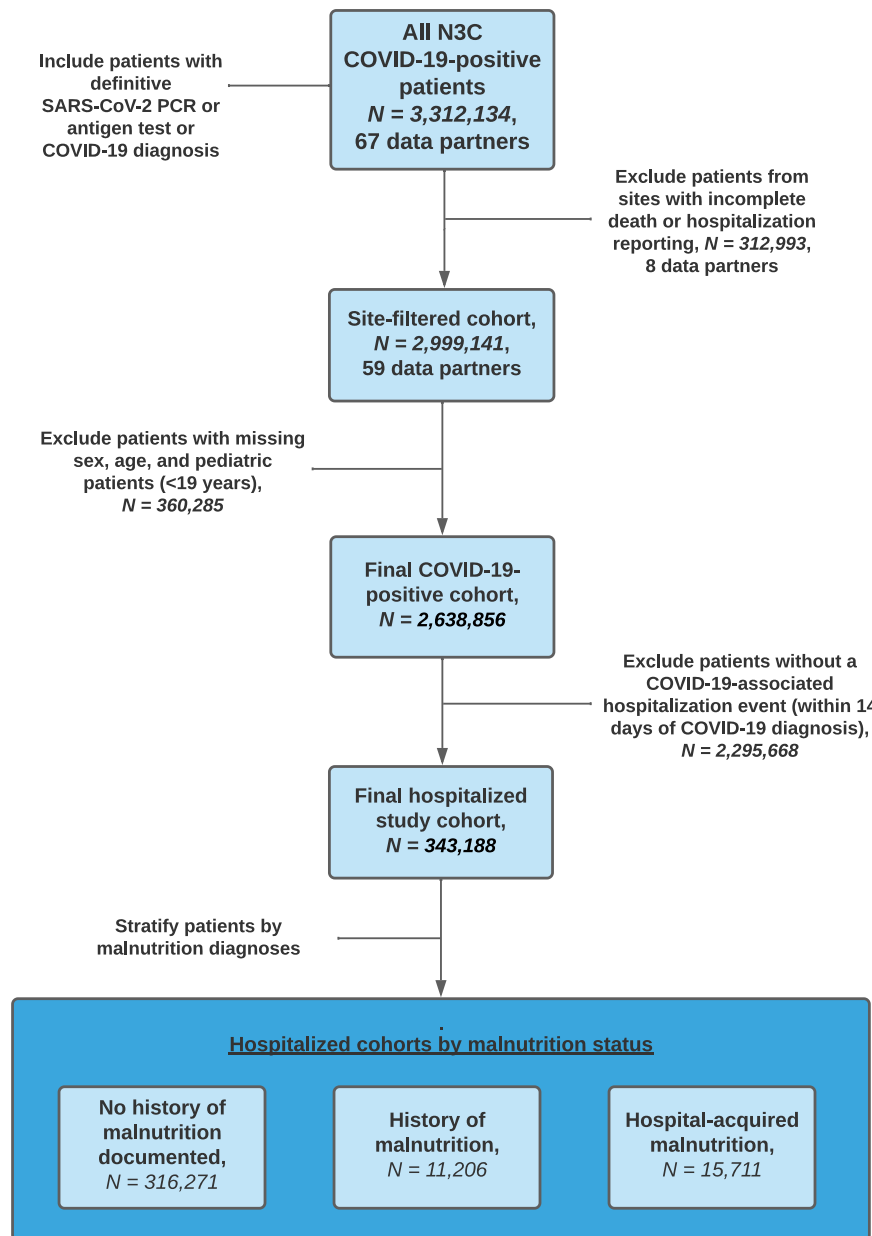 All N3C
COVID-19-positive
patients
N = 3,312,134,
67 data partners
Include patients with
definitive
SARS-CoV-2 PCR or
antigen test or
COVID-19 diagnosis
Exclude patients from
sites with incomplete
death or hospitalization
reporting, N = 312,993,
8 data partners
Site-filtered cohort,
N = 2,999,141,
59 data partners
Exclude patients with missing
sex, age, and pediatric
patients (<19 years),
N = 360,285
Final COVID-19-
positive cohort,
N = 2,638,856
Exclude patients without a
COVID-19-associated
hospitalization event (within 14
days of COVID-19 diagnosis),
N = 2,295,668
Final hospitalized
study cohort,
N = 343,188
Stratify patients by
malnutrition diagnoses
.
Hospitalized cohorts by malnutrition status
No history of
malnutrition
documented,
N = 316,271
History of
malnutrition,
N = 11,206
Hospital-acquired
malnutrition,
N = 15,711